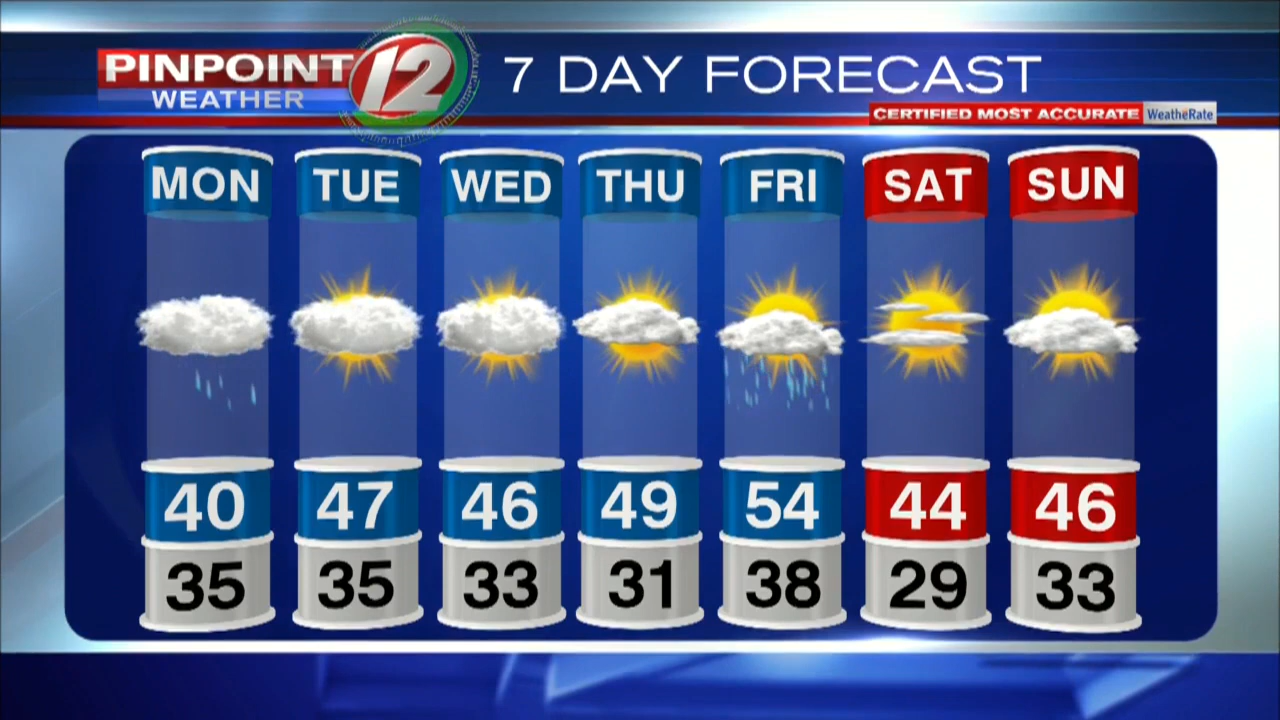 PINPOINT 12 7 DAY FORECAST
WEATHER
CERTIFIED MOST ACCURATE WeatheRate
MON TUE WED THU FRI SAT SUN
40 47 46 49 54 44 46
35 35 33 31 38 29 33